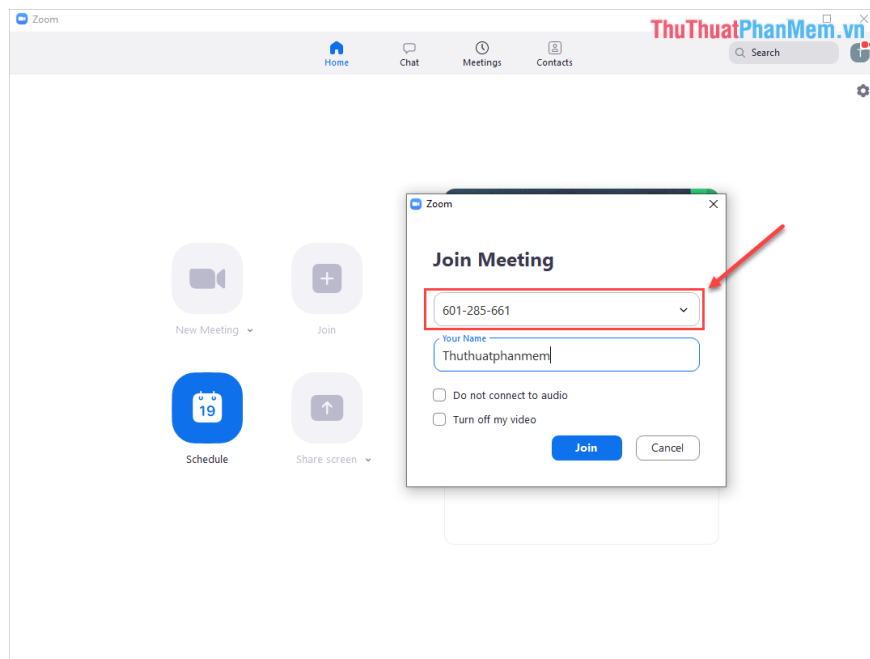 Zoom
ThuThuatPhanMem.vn
Home
Chat
Meetings
Contacts
Search
T
Zoom
Join Meeting
601-285-661
Your Name
Thuthuatphanmem
Do not connect to audio
Turn off my video
Join
Cancel
New Meeting
Join
19
Schedule
Share screen